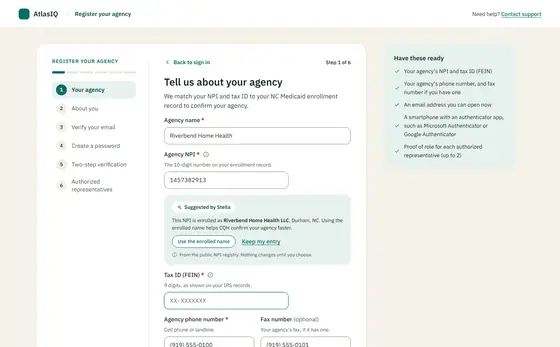 AtlasIQ
Register your agency
Need help? Contact support
REGISTER YOUR AGENCY
1 Your agency
2 About you
3 Verify your email
4 Create a password
5 Two-step verification
6 Authorized
representatives
Back to sign in
Step 1 of 6
Tell us about your agency
We match your NPI and tax ID to your NC Medicaid enrollment
record to confirm your agency.
Agency name *
Riverbend Home Health
Agency NPI *
The 10-digit number on your enrollment record.
1457382913
Suggested by Stella
This NPI is enrolled as Riverbend Home Health LLC, Durham, NC. Using the
enrolled name helps CQH confirm your agency faster.
Use the enrolled name
Keep my entry
From the public NPI registry. Nothing changes until you choose.
Tax ID (FEIN) *
9 digits, as shown on your IRS records.
XX-XXXXXXX
Agency phone number *
Cell phone or landline.
(919) 555-0100
Fax number (optional)
Your agency's fax, if it has one.
(919) 555-0101
Have these ready
Your agency's NPI and tax ID (FEIN)
Your agency's phone number, and fax
number if you have one
An email address you can open now
A smartphone with an authenticator app,
such as Microsoft Authenticator or
Google Authenticator
Proof of role for each authorized
representative (up to 2)